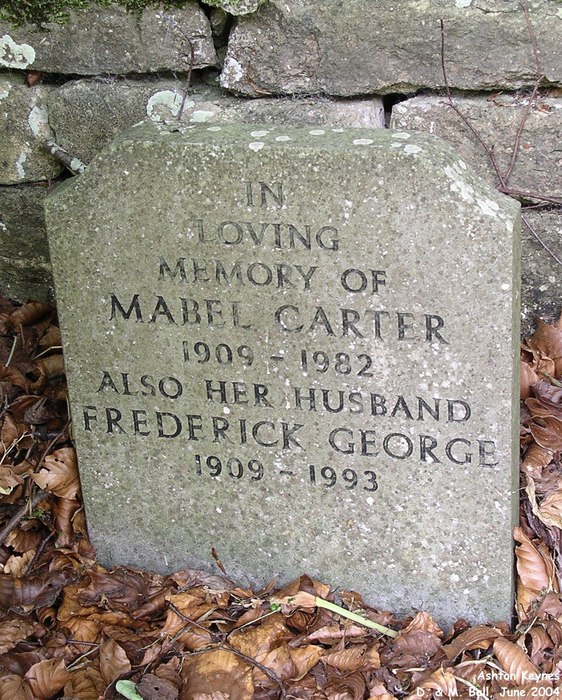 IN
LOVING
MEMORY OF
MABEL CARTER
1909 - 1982
ALSO HER HUSBAND
FREDERICK GEORGE
1909 - 1993
Ashton Keynes
D. & M. Ball, June 2004